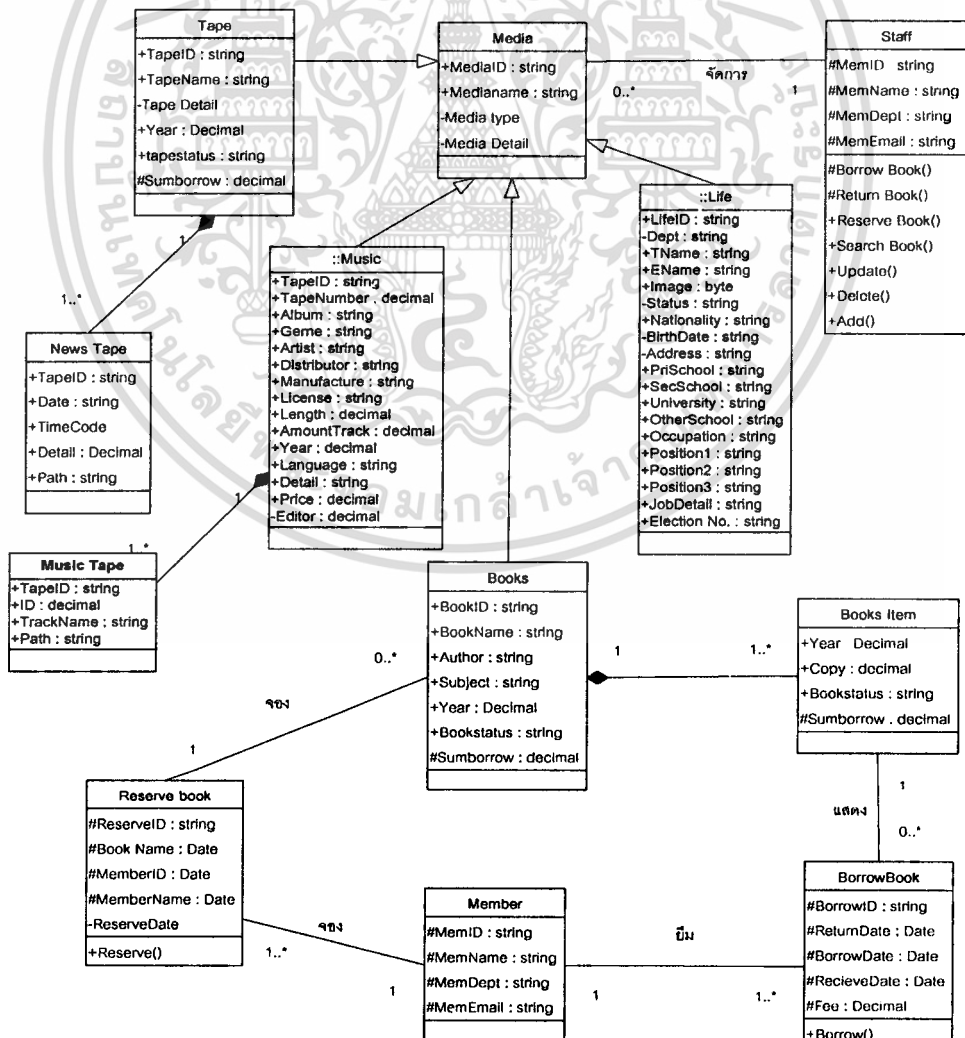 Tape
+TapeID : string
+TapeName : string
-Tape Detail
+Year : Decimal
+tapestatus : string
#Sumborrow : decimal
Media
+MediaID : string
+Medianame : string
-Media type
-Media Detail
0..*
จัดการ
1
Staff
#MemID string
#MemName : string
#MemDept : string
#MemEmail : string
#Borrow Book()
#Return Book()
+Reserve Book()
+Search Book()
+Update()
+Delete()
+Add()
1
1..*
::Music
+TapeID : string
+TapeNumber . decimal
+Album : string
+Geme : string
+Artist : string
+Distributor : string
+Manufacture : string
+License : string
+Length : decimal
+AmountTrack : decimal
+Year : decimal
+Language : string
+Detail : string
+Price : decimal
-Editor : decimal
::Life
+LifeID : string
-Dept : string
+TName : string
+EName : string
+Image : byte
-Status : string
+Nationality : string
-BirthDate : string
-Address : string
+PriSchool : string
+SecSchool : string
+University : string
+OtherSchool : string
+Occupation : string
+Position1 : string
+Position2 : string
+Position3 : string
+JobDetail : string
+Election No. : string
News Tape
+TapeID : string
+Date : string
+TimeCode
+Detail : Decimal
+Path : string
1
1..*
Music Tape
+TapeID : string
+ID : decimal
+TrackName : string
+Path : string
Books
+BookID : string
+BookName : string
+Author : string
+Subject : string
+Year : Decimal
+Bookstatus : string
#Sumborrow : decimal
1
1..*
Books Item
+Year Decimal
+Copy : decimal
+Bookstatus : string
#Sumborrow . decimal
0..*
จอง
1
1
แสดง
0..*
Reserve book
#ReserveID : string
#Book Name : Date
#MemberID : Date
#MemberName : Date
-ReserveDate
+Reserve()
1..*
จอง
1
Member
#MemID : string
#MemName : string
#MemDept : string
#MemEmail : string
ยืม
1
1..*
BorrowBook
#BorrowID : string
#ReturnDate : Date
#BorrowDate : Date
#RecieveDate : Date
#Fee : Decimal
+Borrow()